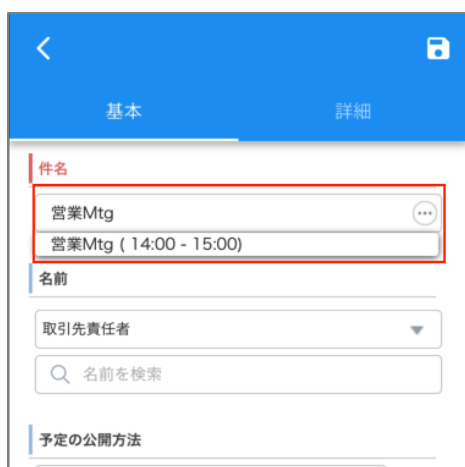 基本
詳細
件名
営業Mtg
営業Mtg ( 14:00 - 15:00)
名前
取引先責任者
名前を検索
予定の公開方法